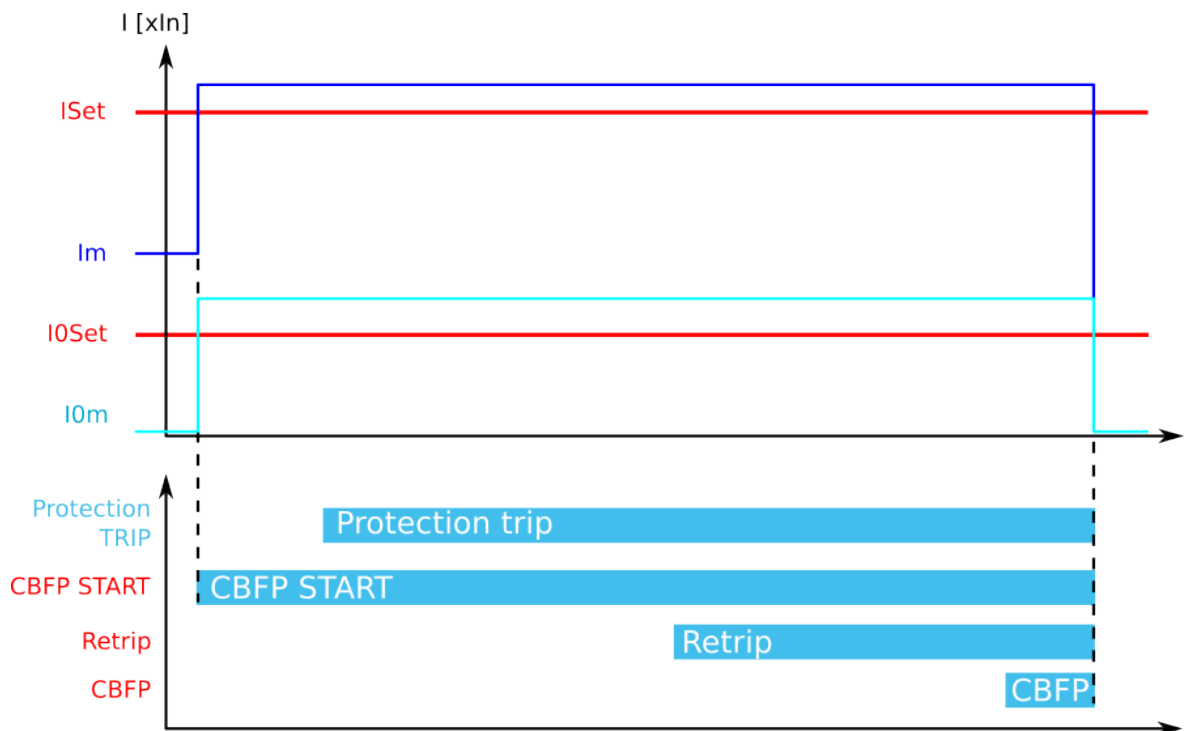 I [xIn]
ISet
Im
I0Set
I0m
Protection
TRIP
Protection trip
CBFP START
CBFP START
Retrip
Retrip
CBFP
CBFP